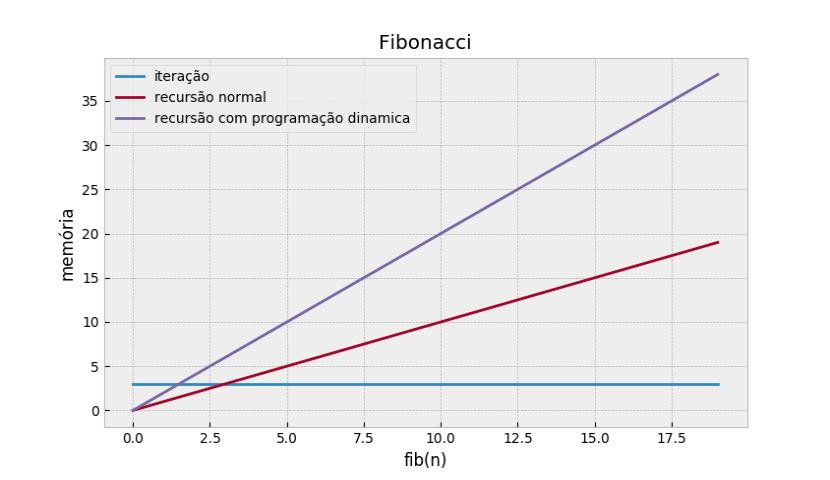 Fibonacci
iteração
recursão normal
recursão com programação dinamica
memória
35
30
25
20
15
10
5
0
0.0 2.5 5.0 7.5 10.0 12.5 15.0 17.5
fib(n)